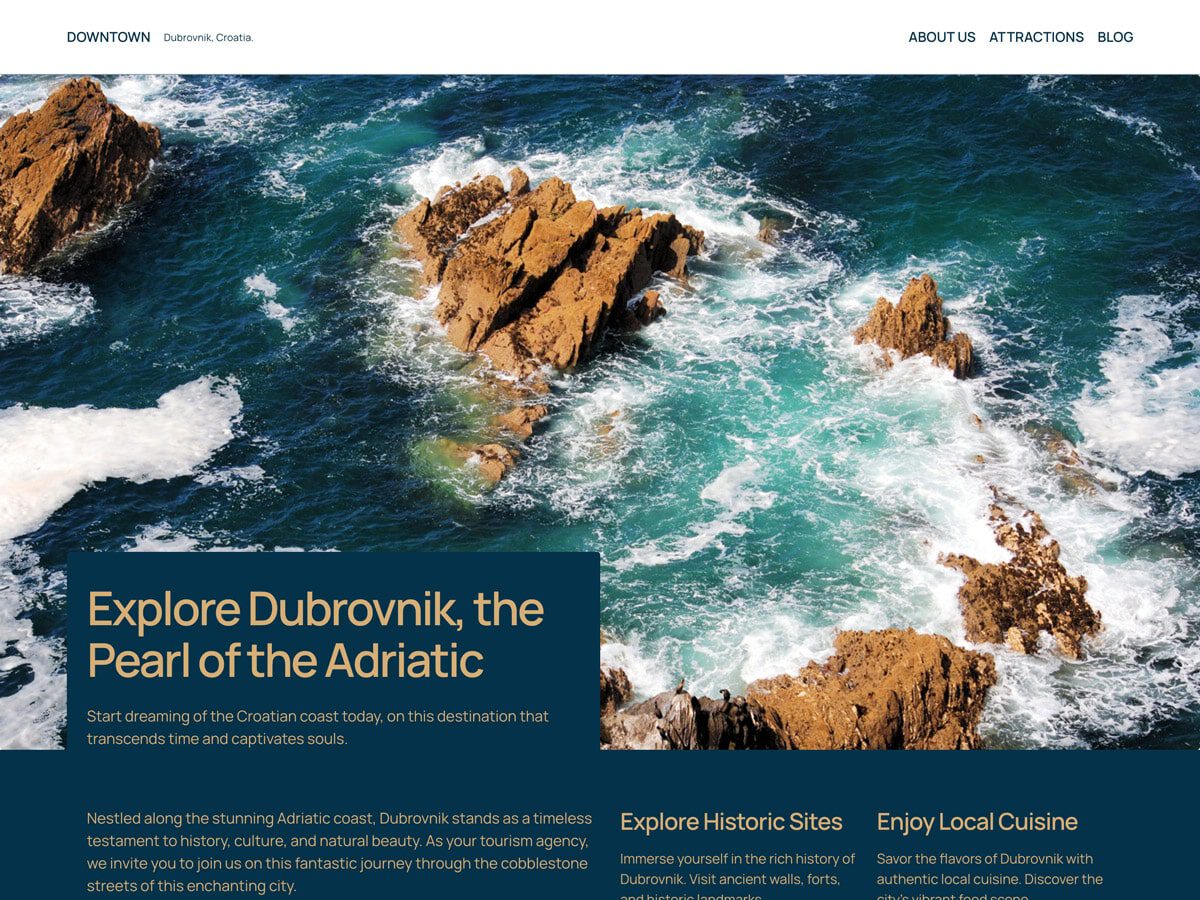 DOWNTOWN Dubrovnik, Croatia. ABOUT US ATTRACTIONS BLOG
Explore Dubrovnik, the
Pearl of the Adriatic
Start dreaming of the Croatian coast today, on this destination that
transcends time and captivates souls.
Nestled along the stunning Adriatic coast, Dubrovnik stands as a timeless
testament to history, culture, and natural beauty. As your tourism agency,
we invite you to join us on this fantastic journey through the cobblestone
streets of this enchanting city.
Explore Historic Sites
Immerse yourself in the rich history of
Dubrovnik. Visit ancient walls, forts,
and historic landmarks
Enjoy Local Cuisine
Savor the flavors of Dubrovnik with
authentic local cuisine. Discover the
city's vibrant food scene